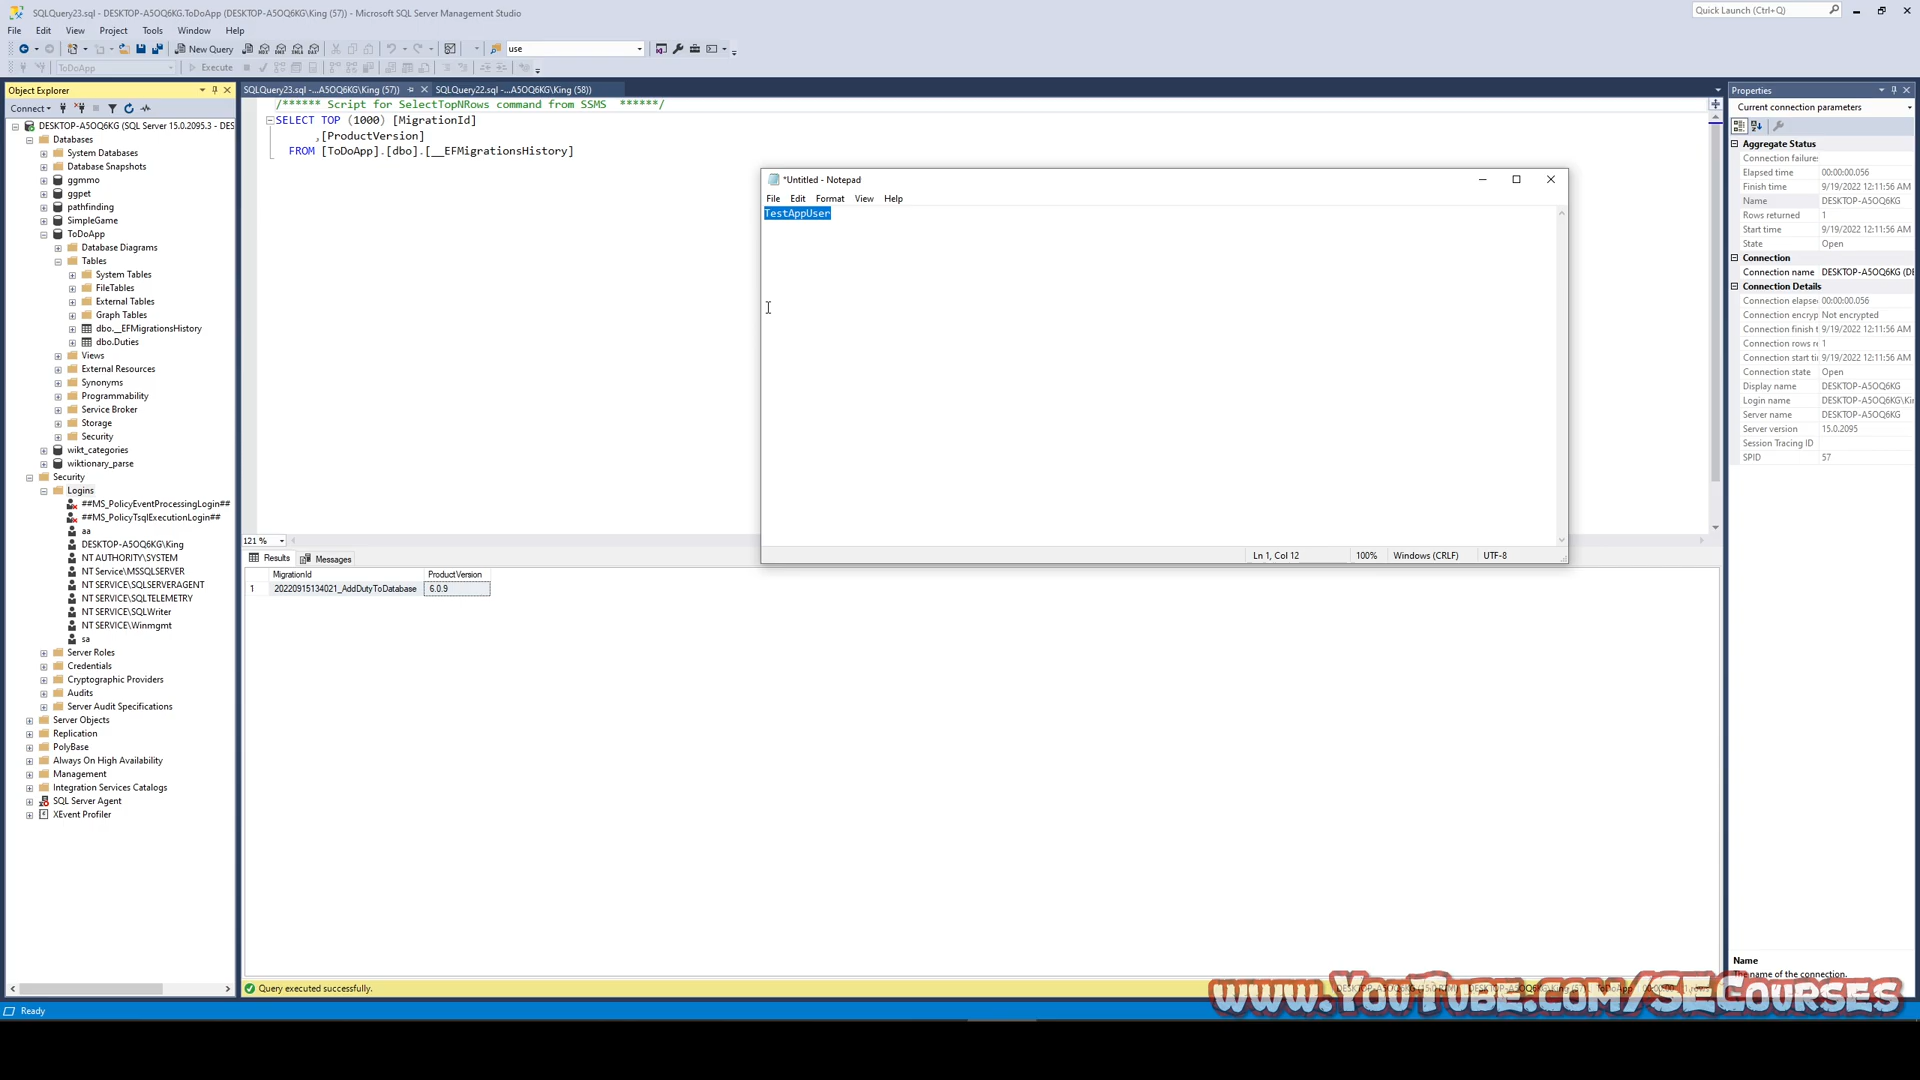 SQLQuery23.sql - DESKTOP-A5OQ6KG.ToDoApp (DESKTOP-A5OQ6KG\King (57)) - Microsoft SQL Server Management Studio
Quick Launch (Ctrl+Q)
File Edit View Project Tools Window Help
New Query
use
ToDoApp
Execute
Object Explorer
Connect
DESKTOP-A5OQ6KG (SQL Server 15.0.2095.3 - DES
Databases
System Databases
Database Snapshots
ggmmo
ggpet
pathfinding
SimpleGame
ToDoApp
Database Diagrams
Tables
System Tables
FileTables
External Tables
Graph Tables
dbo.__EFMigrationsHistory
dbo.Duties
Views
External Resources
Synonyms
Programmability
Service Broker
Storage
Security
wikt_categories
wiktionary_parse
Security
Logins
##MS_PolicyEventProcessingLogin##
##MS_PolicyTsqlExecutionLogin##
aa
DESKTOP-A5OQ6KG\King
NT AUTHORITY\SYSTEM
NT Service\MSSQLSERVER
NT SERVICE\SQLSERVERAGENT
NT SERVICE\SQLTELEMETRY
NT SERVICE\SQLWriter
NT SERVICE\Winmgmt
sa
Server Roles
Credentials
Cryptographic Providers
Audits
Server Audit Specifications
Server Objects
Replication
PolyBase
Always On High Availability
Management
Integration Services Catalogs
SQL Server Agent
XEvent Profiler
SQLQuery23.sql -...A5OQ6KG\King (57))
SQLQuery22.sql -...A5OQ6KG\King (58))
/****** Script for SelectTopNRows command from SSMS  ******/
SELECT TOP (1000) [MigrationId]
,[ProductVersion]
FROM [ToDoApp].[dbo].[__EFMigrationsHistory]
*Untitled - Notepad
File Edit Format View Help
TestAppUser
Ln 1, Col 12
100%
Windows (CRLF)
UTF-8
121 %
Results
Messages
MigrationId ProductVersion
1 20220915134021_AddDutyToDatabase 6.0.9
Query executed successfully.
Properties
Current connection parameters
Aggregate Status
Connection failure:
Elapsed time 00:00:00.056
Finish time 9/19/2022 12:11:56 AM
Name DESKTOP-A5OQ6KG
Rows returned 1
Start time 9/19/2022 12:11:56 AM
State Open
Connection
Connection name DESKTOP-A5OQ6KG (DE
Connection Details
Connection elapse: 00:00:00.056
Connection encryp Not encrypted
Connection finish t 9/19/2022 12:11:56 AM
Connection rows re 1
Connection start ti 9/19/2022 12:11:56 AM
Connection state Open
Display name DESKTOP-A5OQ6KG
Login name DESKTOP-A5OQ6KG\Kin
Server name DESKTOP-A5OQ6KG
Server version 15.0.2095
Session Tracing ID
SPID 57
Name
The name of the connection.
www.YouTube.com/SECourses
Ready